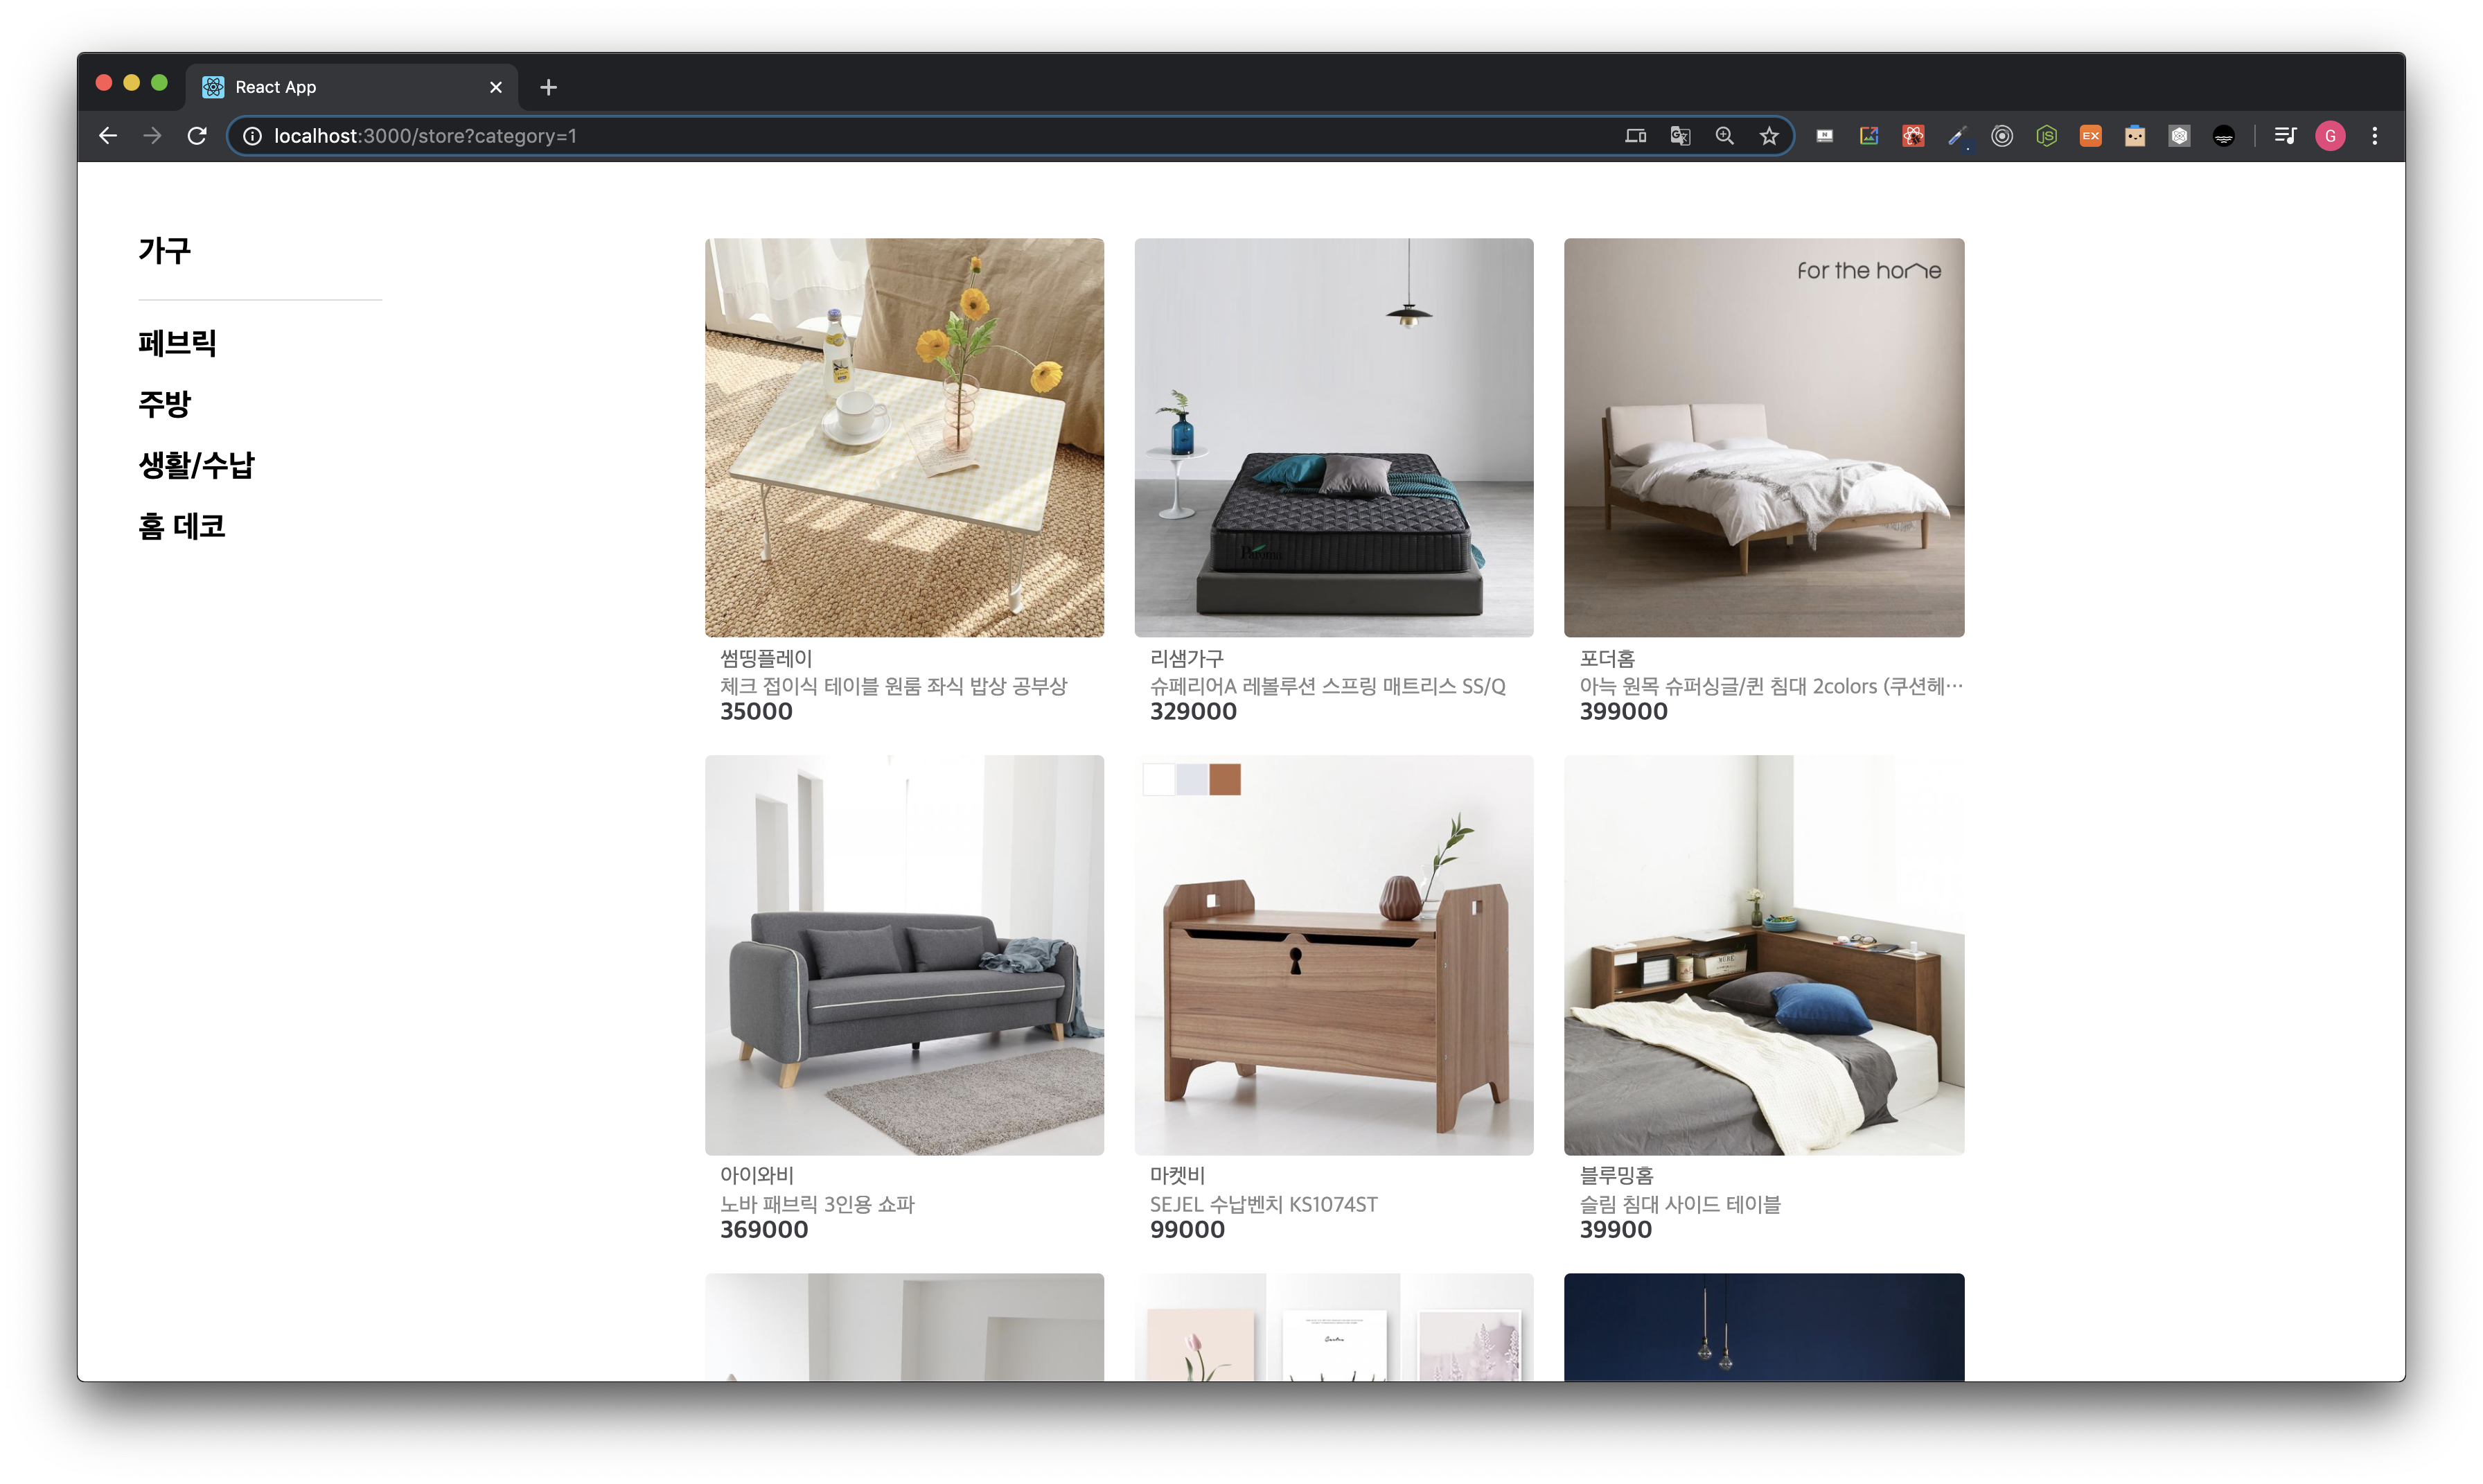 React App
localhost:3000/store?category=1
G
가구
페브릭
주방
생활/수납
홈 데코
for the home
썸띵플레이
체크 접이식 테이블 원룸 좌식 밥상 공부상
35000
리샘가구
슈페리어A 레볼루션 스프링 매트리스 SS/Q
329000
포더홈
아늑 원목 슈퍼싱글/퀸 침대 2colors (쿠션헤…
399000
아이와비
노바 패브릭 3인용 쇼파
369000
마켓비
SEJEL 수납벤치 KS1074ST
99000
블루밍홈
슬림 침대 사이드 테이블
39900